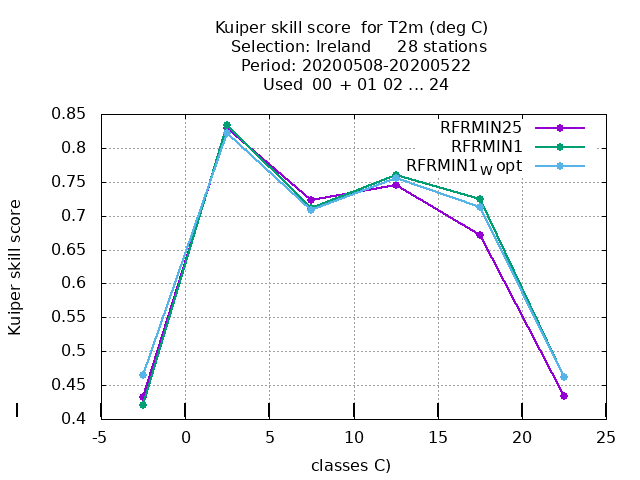 Kuiper skill score  for T2m (deg C)
Selection: Ireland     28 stations
Period: 20200508-20200522
Used  00 + 01 02 ... 24
RFRMIN25
RFRMIN1
RFRMIN1W opt
0.85
0.8
0.75
0.7
0.65
0.6
0.55
0.5
0.45
0.4
Kuiper skill score
-5 0 5 10 15 20 25
classes C)